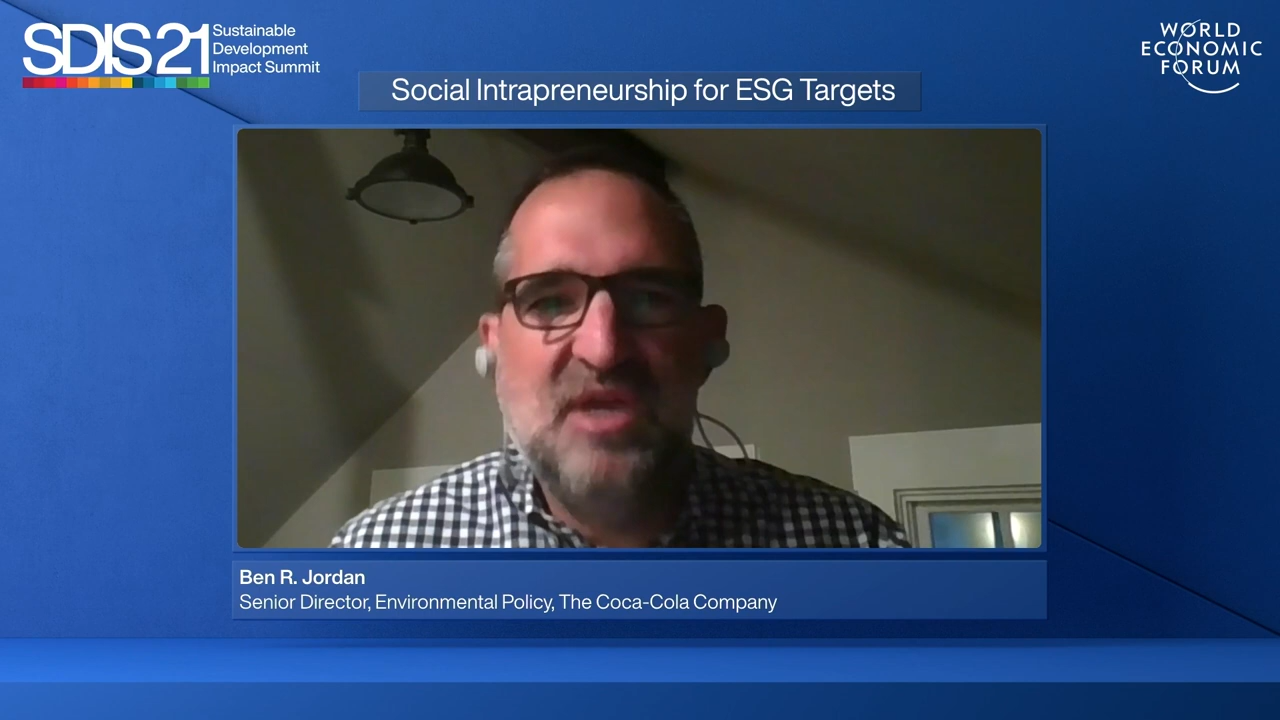 SDIS21
Sustainable
Development
Impact Summit
WORLD
ECONOMIC
FORUM
Social Intrapreneurship for ESG Targets
Ben R. Jordan
Senior Director, Environmental Policy, The Coca-Cola Company